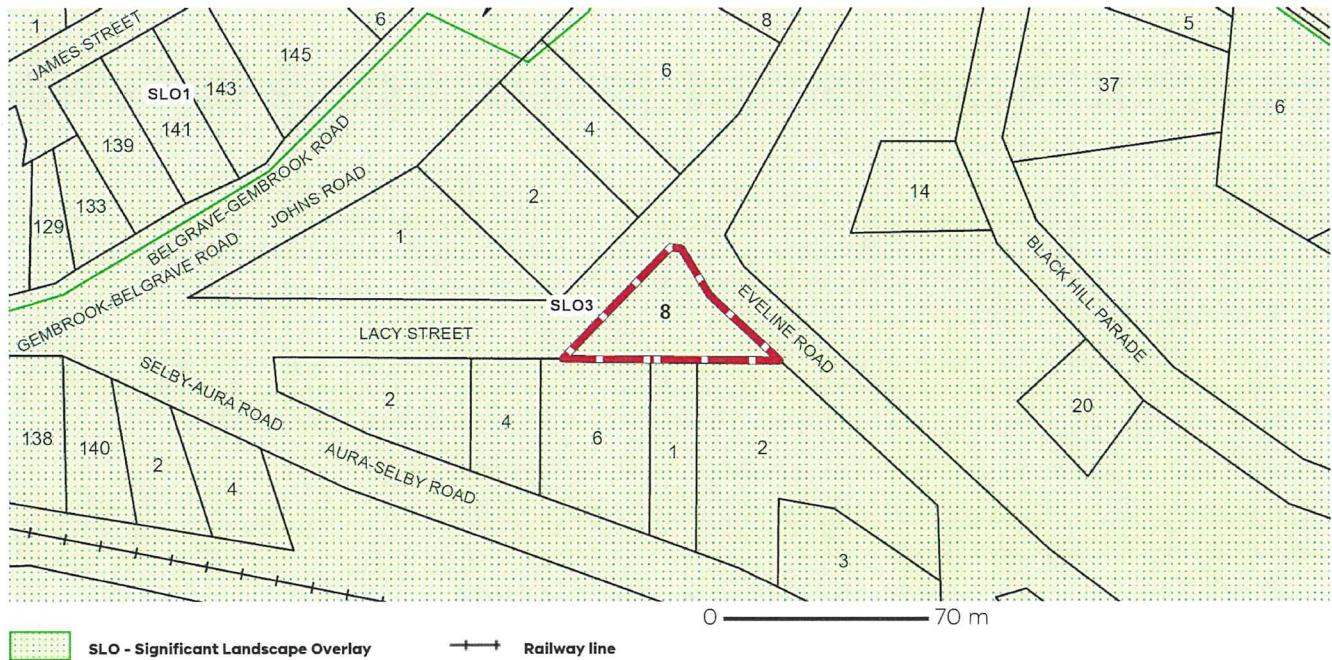 1
JAMES STREET
6
145
143
SLO1
141
139
133
129
BELGRAVE-GEMBROOK ROAD
JOHNS ROAD
GEMBROOK-BELGRAVE ROAD
8
6
4
2
1
5
37
6
14
BLACK HILL PARADE
SLO3
8
EVELINE ROAD
LACY STREET
SELBY-AURA ROAD
2
4
6
1
2
20
138
140
2
4
AURA-SELBY ROAD
3
0 70 m
SLO - Significant Landscape Overlay
Railway line